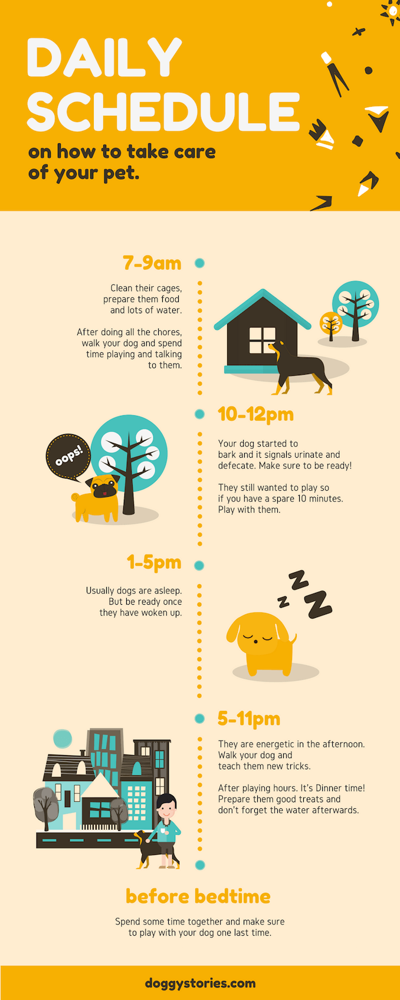 DAILY
SCHEDULE
on how to take care
of your pet.
7-9am
Clean their cages,
prepare them food
and lots of water.
After doing all the chores,
walk your dog and spend
time playing and talking
to them.
10-12pm
oops!
Your dog started to
bark and it signals urinate and
defecate. Make sure to be ready!
They still wanted to play so
if you have a spare 10 minutes.
Play with them.
1-5pm
Usually dogs are asleep.
But be ready once
they have woken up.
z z Z
5-11pm
They are energetic in the afternoon.
Walk your dog and
teach them new tricks.
After playing hours. It's Dinner time!
Prepare them good treats and
don't forget the water afterwards.
before bedtime
Spend some time together and make sure
to play with your dog one last time.
doggystories.com